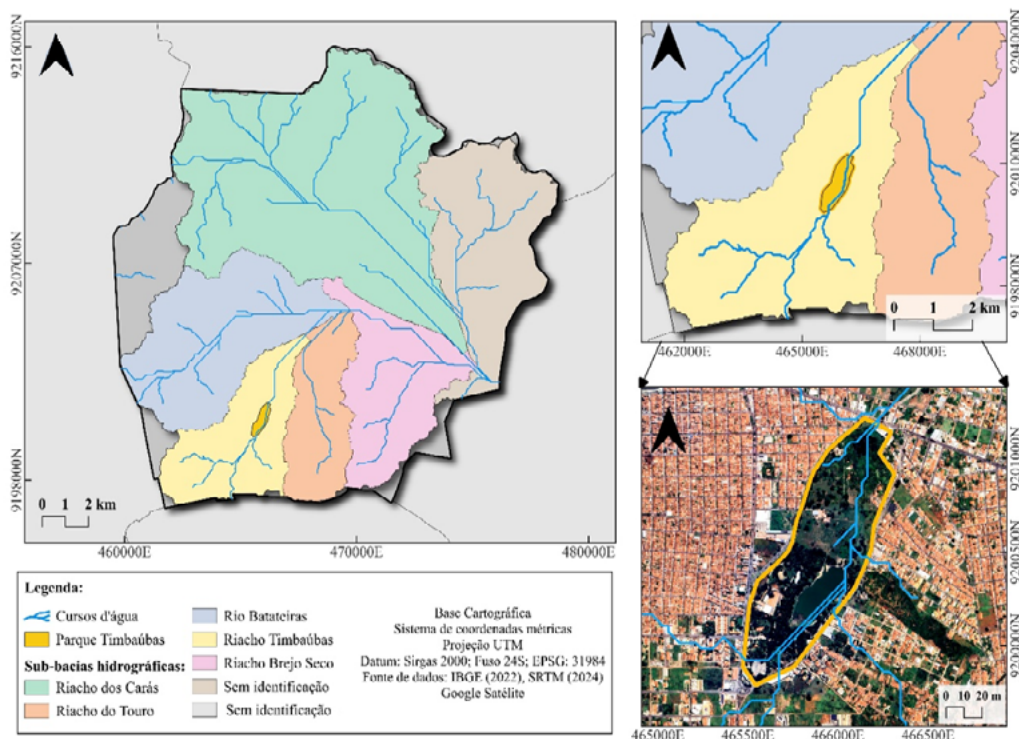 9216000N
9207000N
9198000N
0 1 2 km
460000E
470000E
480000E
9204000N
9201000N
9198000N
0 1 2 km
462000E
465000E
468000E
9201000N
9200500N
9200000N
0 10 20 m
465000E
465500E
466000E
466500E
Legenda:
Cursos d'água
Parque Timbaúbas
Sub-bacias hidrográficas:
Riacho dos Carás
Riacho do Touro
Rio Batateiras
Riacho Timbaúbas
Riacho Brejo Seco
Sem identificação
Sem identificação
Base Cartográfica
Sistema de coordenadas métricas
Projeção UTM
Datum: Sirgas 2000; Fuso 24S; EPSG: 31984
Fonte de dados: IBGE (2022), SRTM (2024)
Google Satélite